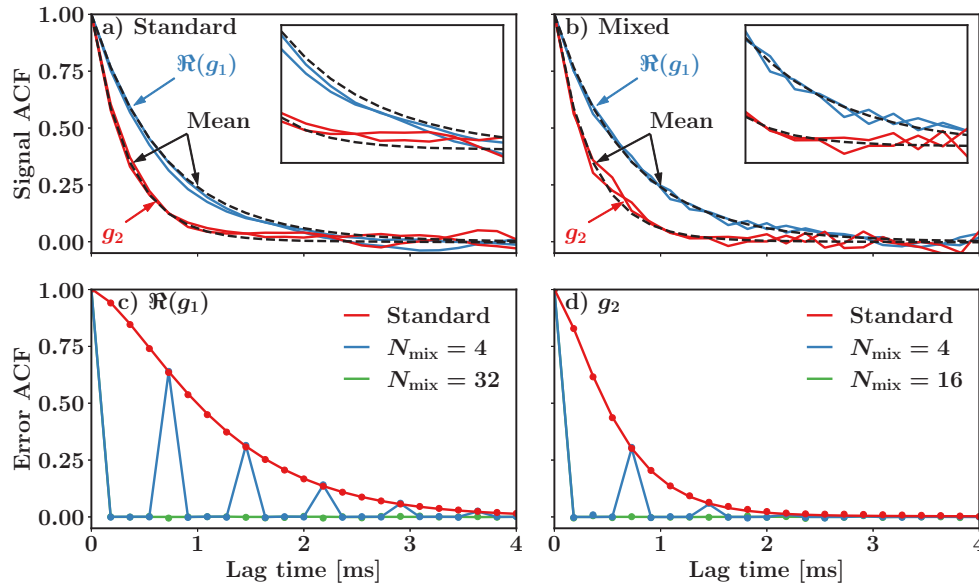 a) Standard
b) Mixed
Signal ACF
1.00
0.75
0.50
0.25
0.00
ℜ(g₁)
Mean
g₂
ℜ(g₁)
Mean
g₂
c) ℜ(g₁)
d) g₂
Error ACF
1.00
0.75
0.50
0.25
0.00
Standard
N_mix = 4
N_mix = 32
Standard
N_mix = 4
N_mix = 16
0 1 2 3 4
0 1 2 3 4
Lag time [ms]
Lag time [ms]